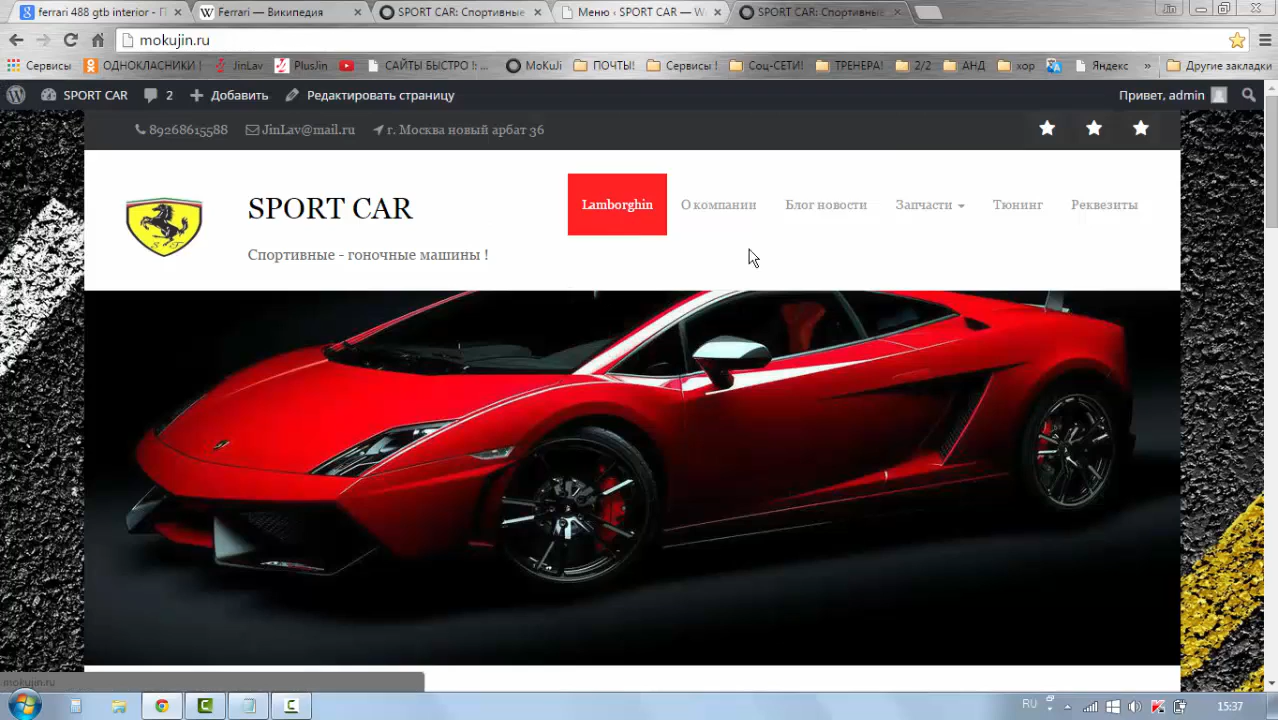 ferrari 488 gtb interior - П
Ferrari — Википедия
SPORT CAR: Спортивные
Меню ‹ SPORT CAR — W
SPORT CAR: Спортивные
Jin
mokujin.ru
Сервисы
ОДНОКЛАСНИКИ !
JinLav
PlusJin
САЙТЫ БЫСТРО !: ...
MoKuJi
ПОЧТЫ!
Сервисы !
Соц-СЕТИ!
ТРЕНЕРА!
2/2
АНД
хор
Яндекс
»
Другие закладки
SPORT CAR
2
Добавить
Редактировать страницу
Привет, admin
89268615588
JinLav@mail.ru
г. Москва новый арбат 36
SPORT CAR
Lamborghin
О компании
Блог новости
Запчасти
Тюнинг
Реквезиты
S T
Спортивные - гоночные машины !
mokujin.ru
RU
15:37